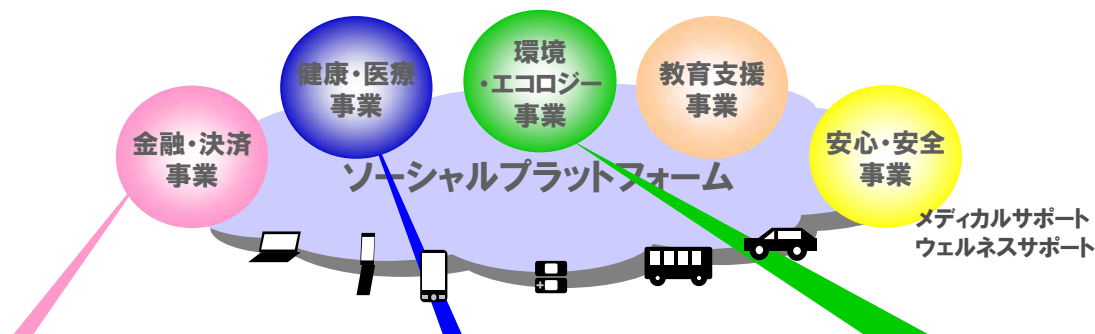 金融・決済
事業
健康・医療
事業
環境
・エコロジー
事業
教育支援
事業
安心・安全
事業
ソーシャルプラットフォーム
メディカルサポート
ウェルネスサポート